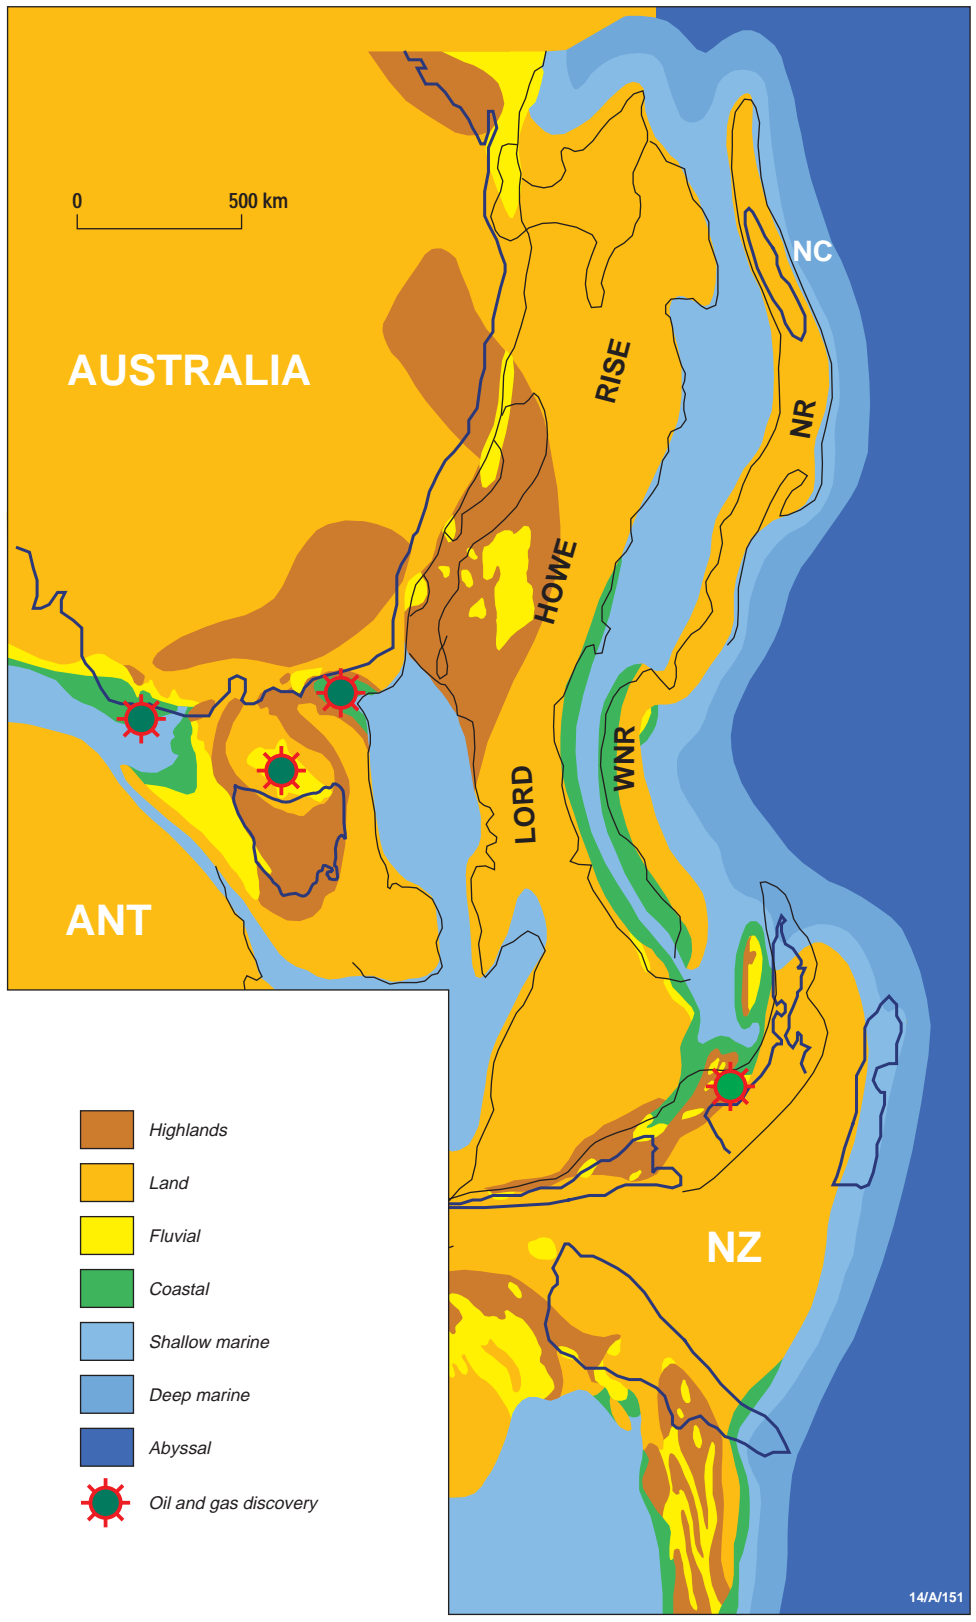 0 500 km
NC
AUSTRALIA
RISE
NR
HOWE
WNR
LORD
ANT
NZ
Highlands
Land
Fluvial
Coastal
Shallow marine
Deep marine
Abyssal
Oil and gas discovery
14/A/151